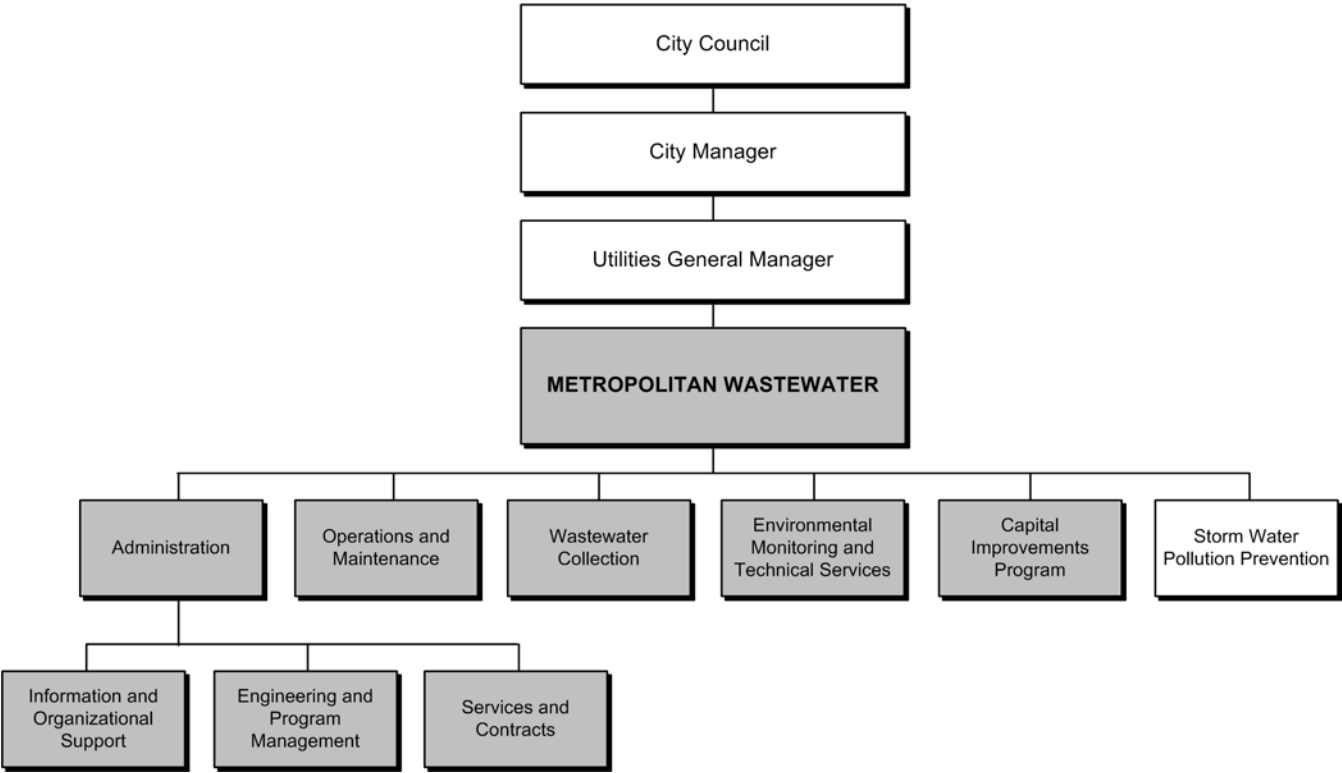 City Council
City Manager
Utilities General Manager
METROPOLITAN WASTEWATER
Administration
Operations and
Maintenance
Wastewater
Collection
Environmental
Monitoring and
Technical Services
Capital
Improvements
Program
Storm Water
Pollution Prevention
Information and
Organizational
Support
Engineering and
Program
Management
Services and
Contracts